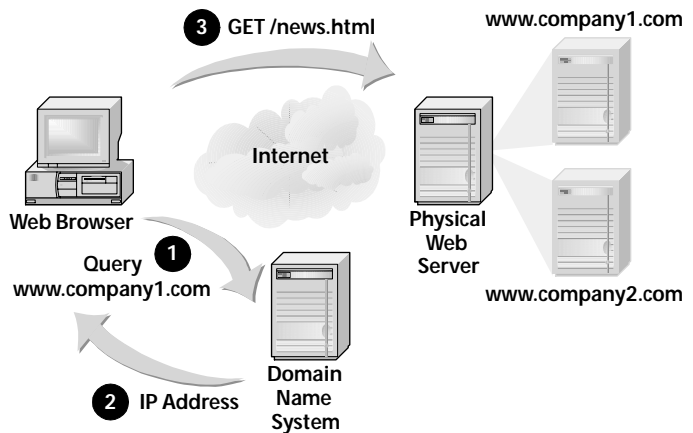 3 GET /news.html
www.company1.com
Internet
Web Browser
Physical
Web
Server
1
Query
www.company1.com
www.company2.com
2 IP Address
Domain
Name
System